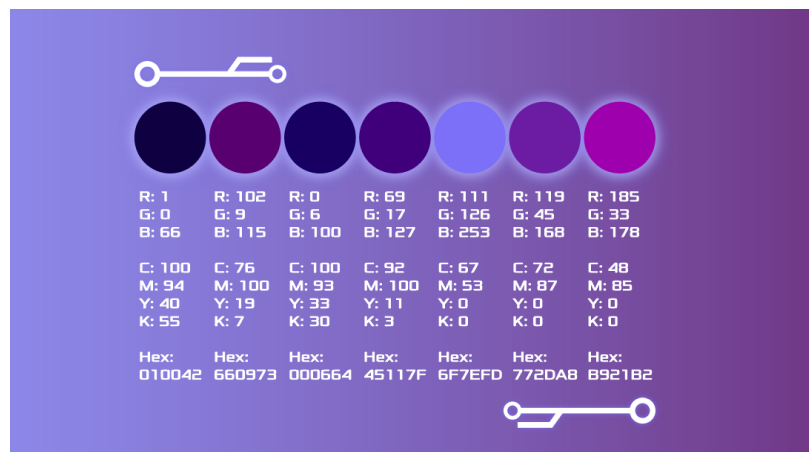 R: 1 R: 102 R: 0 R: 69 R: 111 R: 119 R: 185
G: 0 G: 9 G: 6 G: 17 G: 126 G: 45 G: 33
B: 66 B: 115 B: 100 B: 127 B: 253 B: 168 B: 178
C: 100 C: 76 C: 100 C: 92 C: 67 C: 72 C: 48
M: 94 M: 100 M: 93 M: 100 M: 53 M: 87 M: 85
Y: 40 Y: 19 Y: 33 Y: 11 Y: 0 Y: 0 Y: 0
K: 55 K: 7 K: 30 K: 3 K: 0 K: 0 K: 0
Hex: Hex: Hex: Hex: Hex: Hex: Hex:
010042 660973 000664 45117F 6F7EFD 772DA8 B921B2